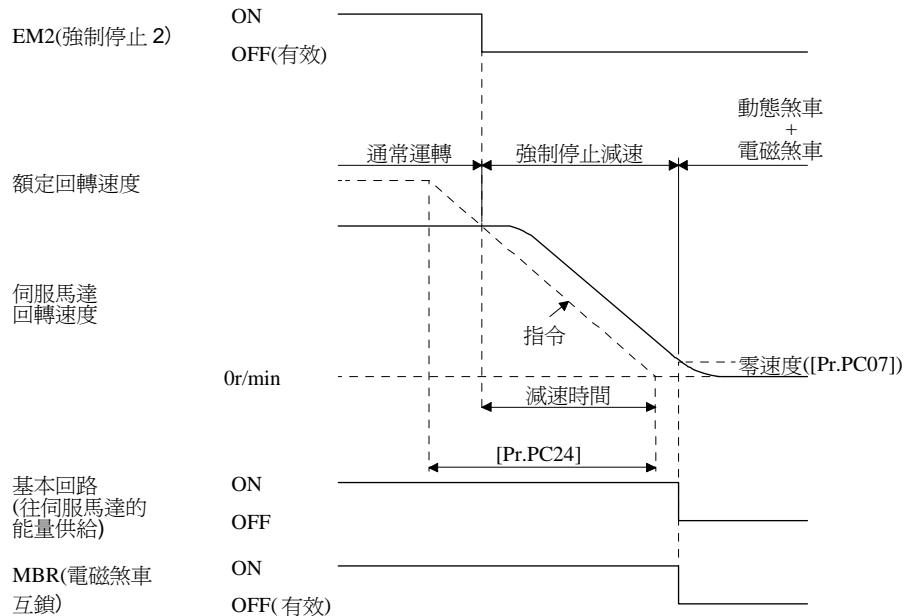 ON
EM2(強制停止 2)
OFF(有效)
動態煞車
+
電磁煞車
通常運轉
強制停止減速
額定回轉速度
伺服馬達
回轉速度
指令
零速度([Pr.PC07])
0r/min
減速時間
[Pr.PC24]
基本回路
(往伺服馬達的
能量供給)
ON
OFF
MBR(電磁煞車
互鎖)
ON
OFF(有效)